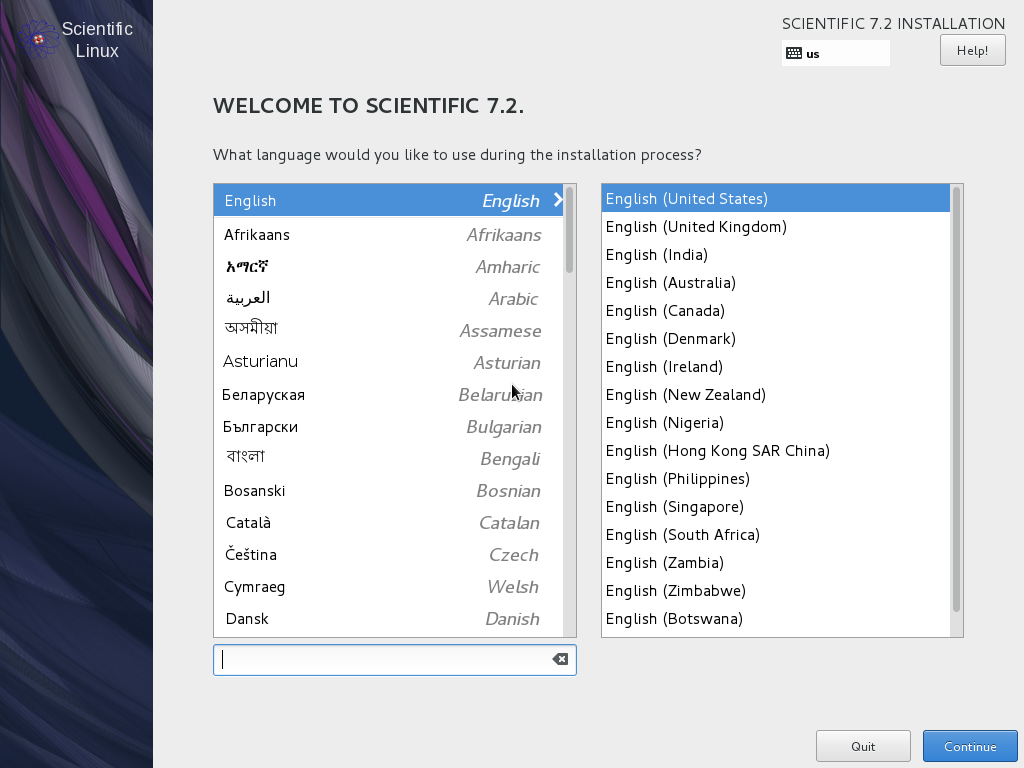 Scientific
Linux
SCIENTIFIC 7.2 INSTALLATION
us
Help!
WELCOME TO SCIENTIFIC 7.2.
What language would you like to use during the installation process?
English English
Afrikaans Afrikaans
አማርኛ Amharic
العربية Arabic
অসমীয়া Assamese
Asturianu Asturian
Беларуская Belarusian
Български Bulgarian
বাংলা Bengali
Bosanski Bosnian
Català Catalan
Čeština Czech
Cymraeg Welsh
Dansk Danish
English (United States)
English (United Kingdom)
English (India)
English (Australia)
English (Canada)
English (Denmark)
English (Ireland)
English (New Zealand)
English (Nigeria)
English (Hong Kong SAR China)
English (Philippines)
English (Singapore)
English (South Africa)
English (Zambia)
English (Zimbabwe)
English (Botswana)
Quit
Continue